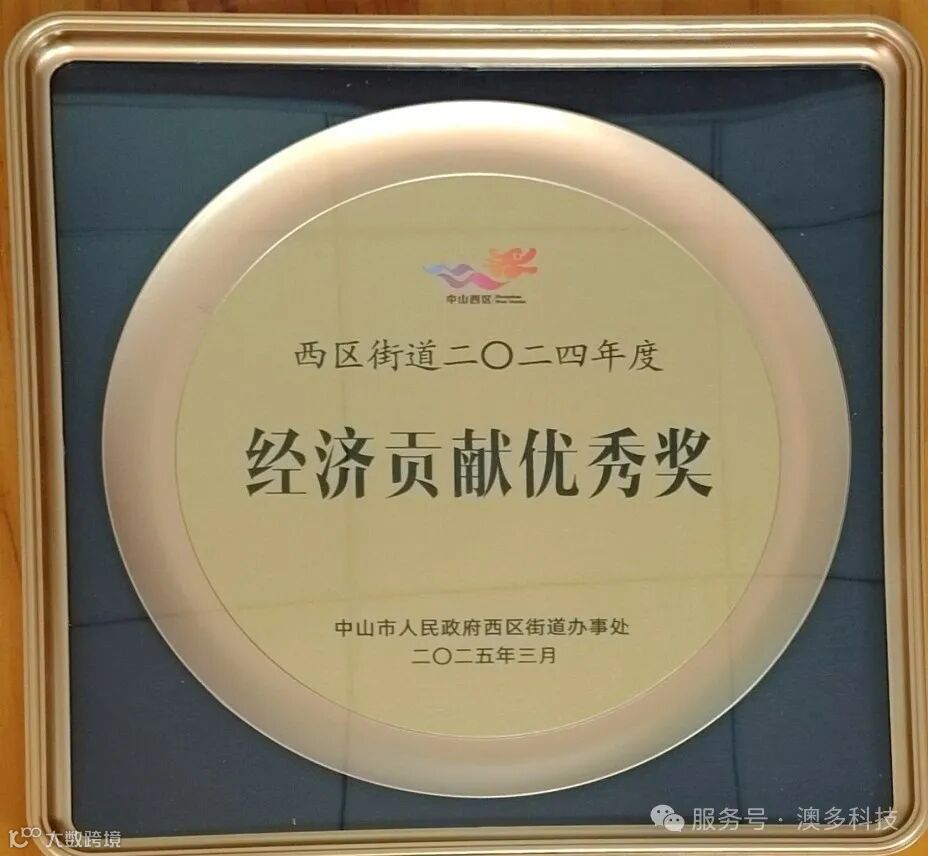 中山西区
西区街道二〇二四年度
经济贡献优秀奖
中山市人民政府西区街道办事处
二〇二五年三月
服务号 · 澳多科技
大数跨境